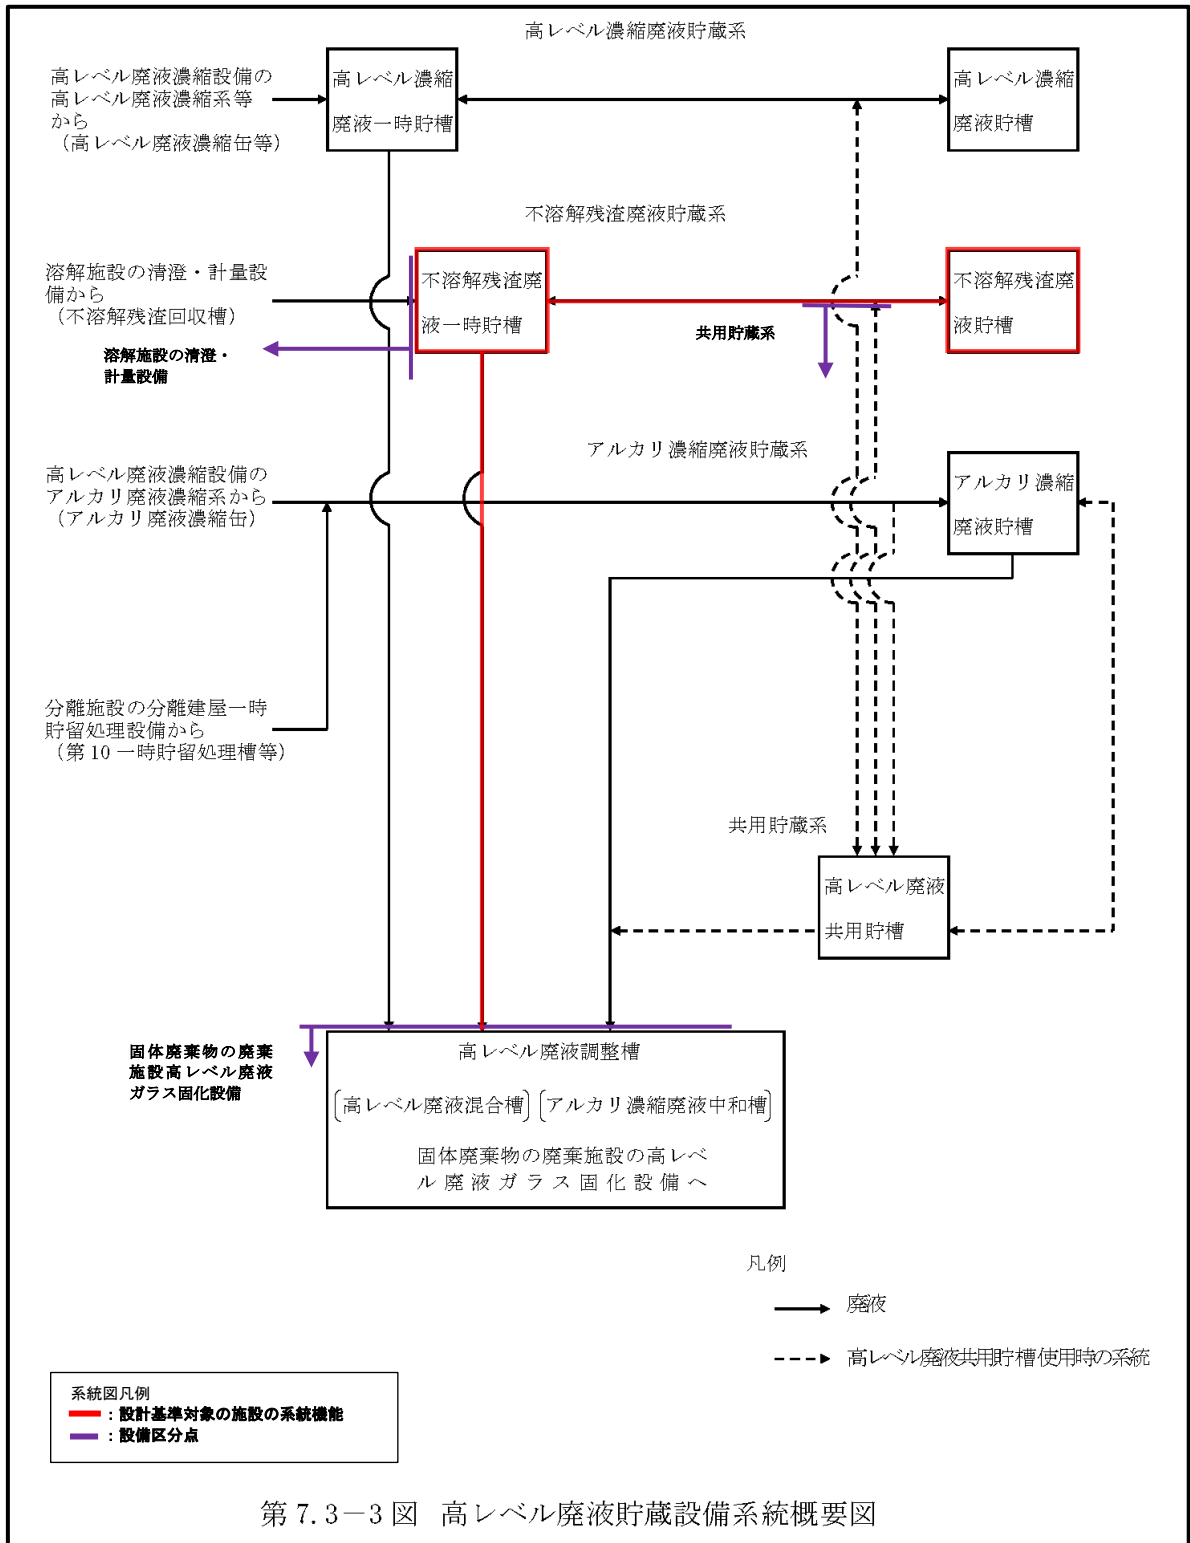 高レベル濃縮廃液貯蔵系
高レベル廃液濃縮設備の
高レベル廃液濃縮系等
から
（高レベル廃液濃縮缶等）
高レベル濃縮
廃液一時貯槽
高レベル濃縮
廃液貯槽
不溶解残渣廃液貯蔵系
溶解施設の清澄・計量設
備から
（不溶解残渣回収槽）
不溶解残渣廃
液一時貯槽
不溶解残渣廃
液貯槽
共用貯蔵系
溶解施設の清澄・
計量設備
アルカリ濃縮廃液貯蔵系
高レベル廃液濃縮設備の
アルカリ廃液濃縮系から
（アルカリ廃液濃縮缶）
アルカリ濃縮
廃液貯槽
分離施設の分離建屋一時
貯留処理設備から
（第10一時貯留処理槽等）
共用貯蔵系
高レベル廃液
共用貯槽
固体廃棄物の廃棄
施設高レベル廃液
ガラス固化設備
高レベル廃液調整槽
〔高レベル廃液混合槽〕〔アルカリ濃縮廃液中和槽〕
固体廃棄物の廃棄施設の高レベ
ル廃液ガラス固化設備へ
凡例
廃液
高レベル廃液共用貯槽使用時の系統
系統図凡例
：設計基準対象の施設の系統機能
：設備区分点
第7.3－3図 高レベル廃液貯蔵設備系統概要図